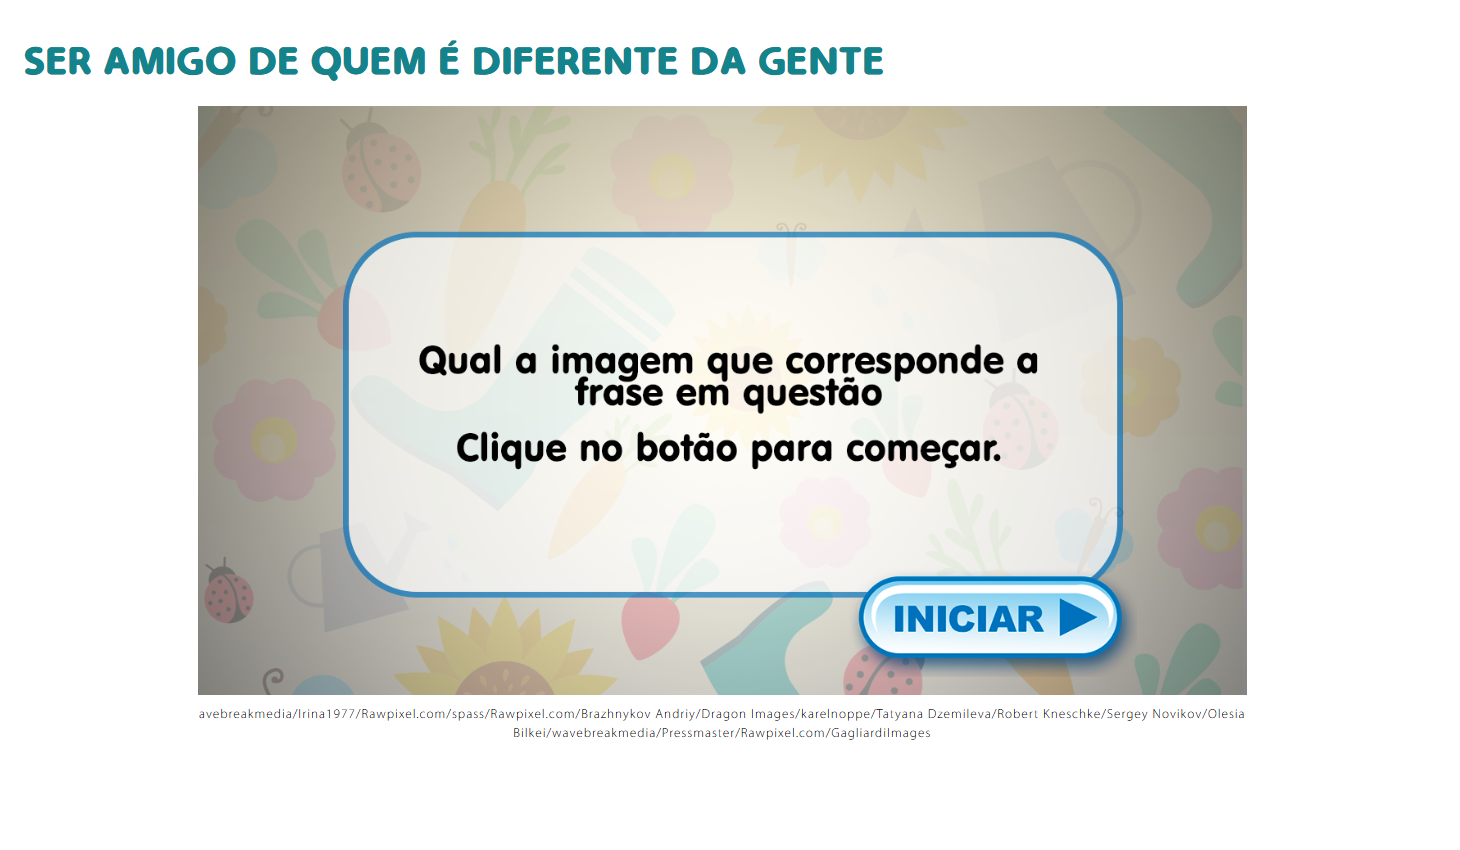 SER AMIGO DE QUEM É DIFERENTE DA GENTE
Qual a imagem que corresponde a
frase em questão
Clique no botão para começar.
INICIAR
avebreakmedia/Irina1977/Rawpixel.com/spass/Rawpixel.com/Brazhnykov Andriy/Dragon Images/karelnoppe/Tatyana Dzemileva/Robert Kneschke/Sergey Novikov/Olesia
Bilkei/wavebreakmedia/Pressmaster/Rawpixel.com/GagliardiImages